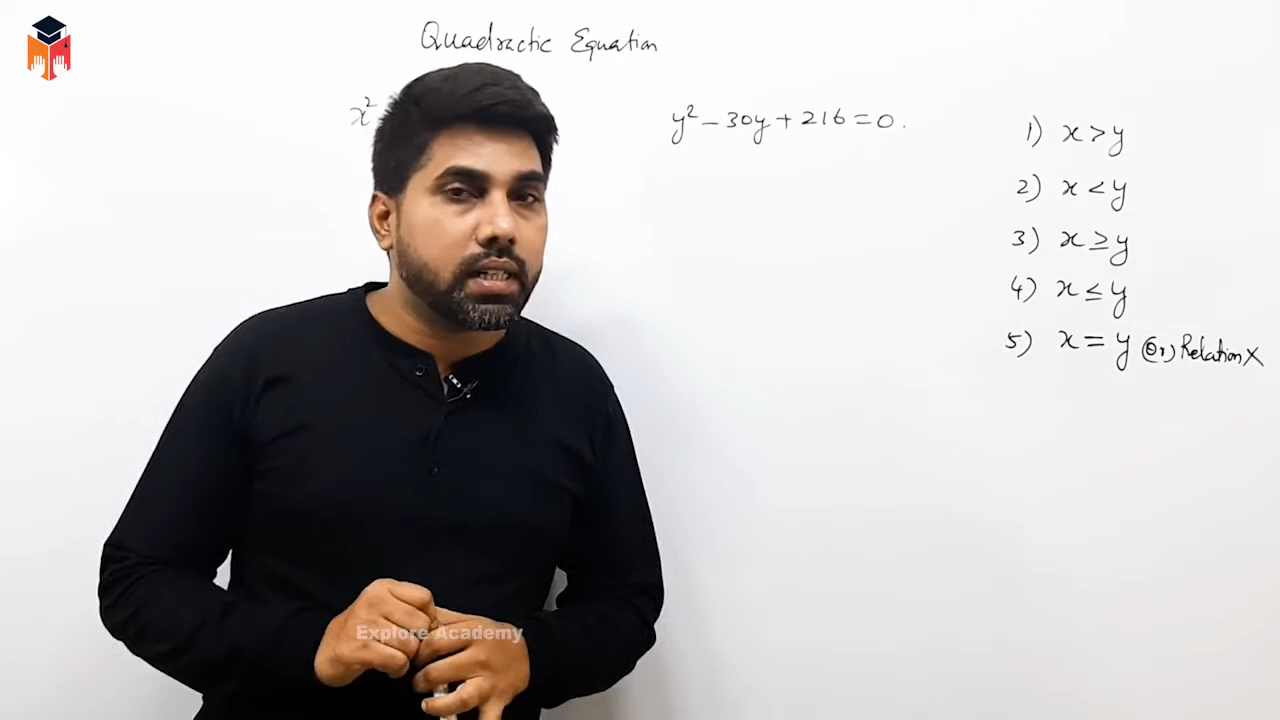 Quadractic Equation
x²
y² – 30y + 216 = 0.
1) x > y
2) x < y
3) x ≥ y
4) x ≤ y
5) x = y (or) Relation X
Explore Academy